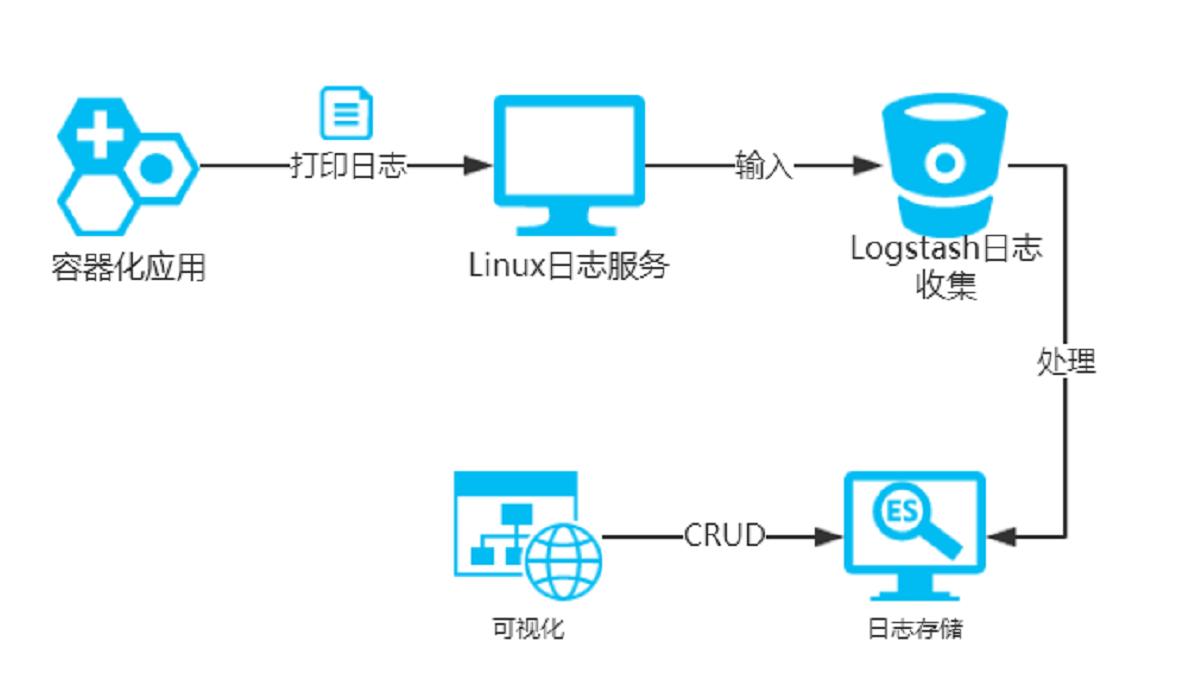 打印日志
输入
容器化应用
Linux日志服务
Logstash日志
收集
处理
ES
CRUD
可视化
日志存储